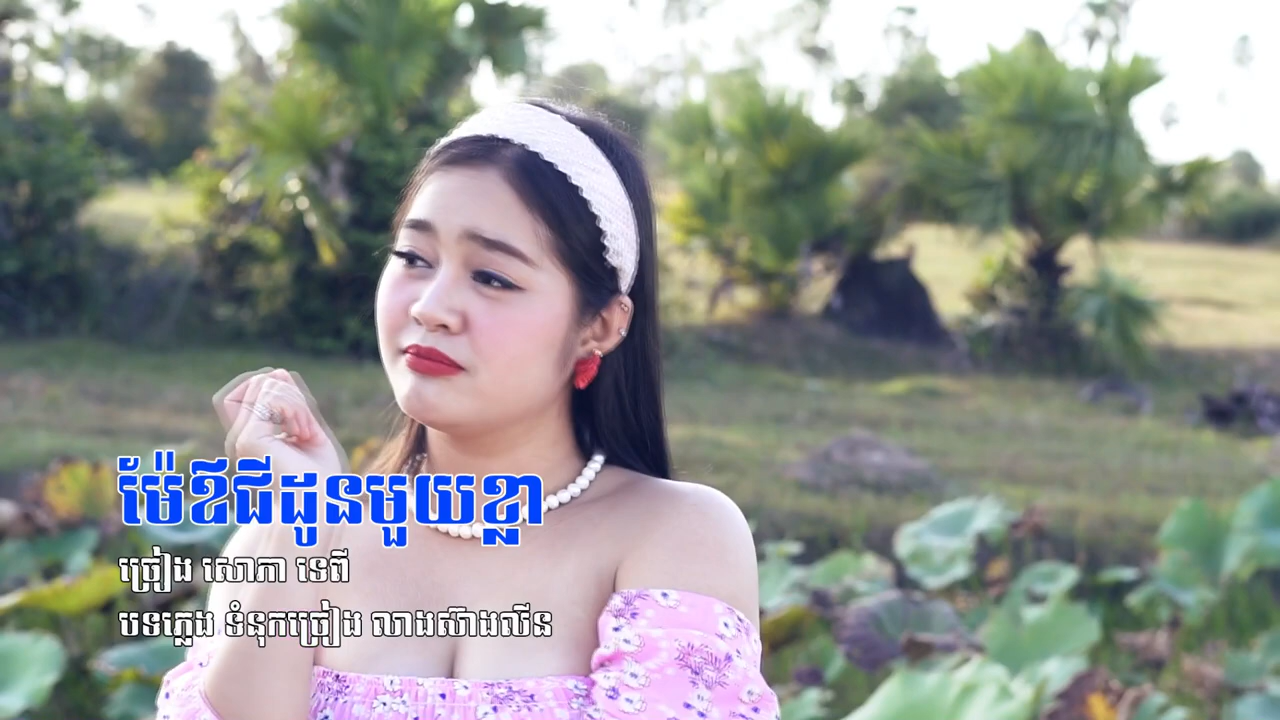 ម៉ែឪជីដូនមួយខ្លា
ច្រៀង សោភា ទេពី
បទភ្លេង ទំនុកច្រៀង លាងស៊ាងលីន